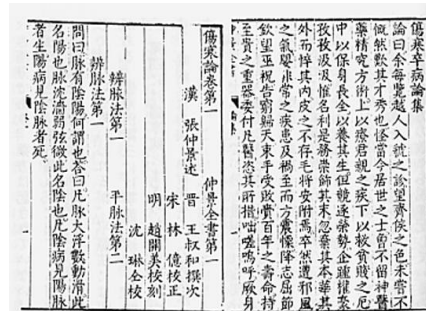 傷寒卒病論集
論曰余每覽越人入虢之診望齊侯之色未嘗不
慨然歎其才秀也怪當今居世之士曾不留神醫
藥精究方術上以療君親之疾下以救貧賤之厄
中以保身長全以養其生但競逐榮勢企踵權豪
孜孜汲汲惟名利是務崇飾其末忽棄其本華其
外而悴其內皮之不存毛將安附焉卒然遭邪風
之氣嬰非常之疾患及禍至而方震慄降志屈節
欽望巫祝告窮歸天束手受敗賫百年之壽命持
至貴之重器委付凡醫恣其所措咄嗟嗚呼厥身
傷寒論卷第一 仲景全書第一
漢 張仲景述 晉 王叔和撰次
宋 林 億校正
明 趙開美校刻
沈 琳仝校
辨脉法第一 平脉法第二
辨脉法第一
問曰脉有陰陽何謂也荅曰凡脉大浮數動滑此
名陽也脉沈濇弱弦微此名陰也凡陰病見陽脉
者生陽病見陰脉者死